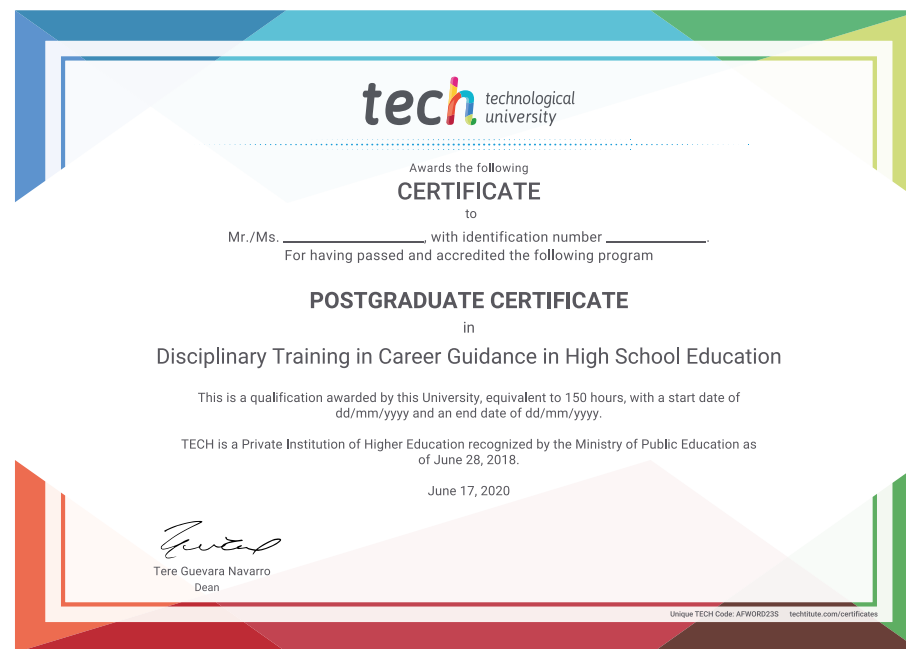 tech technological
university
Awards the following
CERTIFICATE
to
Mr./Ms. ____________________, with identification number ______________.
For having passed and accredited the following program
POSTGRADUATE CERTIFICATE
in
Disciplinary Training in Career Guidance in High School Education
This is a qualification awarded by this University, equivalent to 150 hours, with a start date of
dd/mm/yyyy and an end date of dd/mm/yyyy.
TECH is a Private Institution of Higher Education recognized by the Ministry of Public Education as
of June 28, 2018.
June 17, 2020
Tere Guevara Navarro
Dean
Unique TECH Code: AFWORD23S techtitute.com/certificates